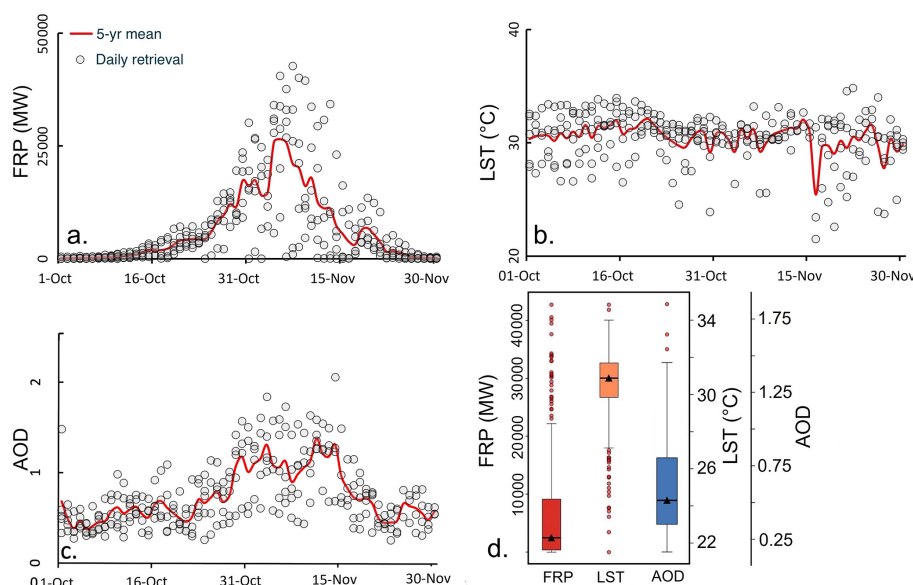 5-yr mean
Daily retrieval
FRP (MW)
50000
25000
0
a.
1-Oct 16-Oct 31-Oct 15-Nov 30-Nov
LST (°C)
40
30
20
b.
01-Oct 16-Oct 31-Oct 15-Nov 30-Nov
AOD
2
1
0
c.
01-Oct 16-Oct 31-Oct 15-Nov 30-Nov
FRP (MW)
40000
30000
20000
10000
d.
FRP LST AOD
34
30
26
22
LST (°C)
1.75
1.25
0.75
0.25
AOD